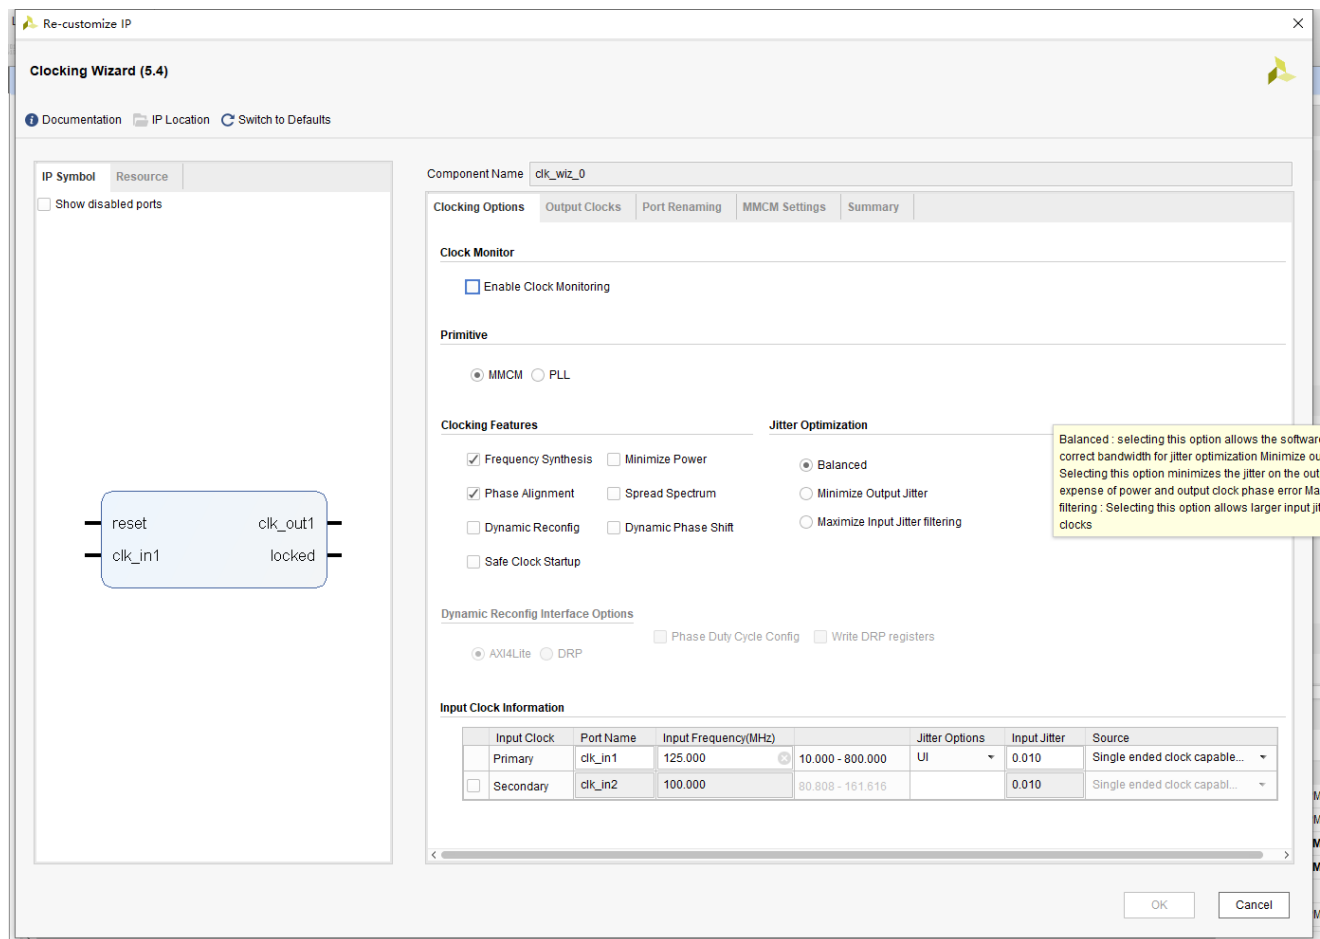 Re-customize IP
Clocking Wizard (5.4)
Documentation IP Location Switch to Defaults
IP Symbol Resource
Show disabled ports
reset clk_out1
clk_in1 locked
Component Name clk_wiz_0
Clocking Options Output Clocks Port Renaming MMCM Settings Summary
Clock Monitor
Enable Clock Monitoring
Primitive
MMCM PLL
Clocking Features Jitter Optimization
Frequency Synthesis Minimize Power Balanced
Phase Alignment Spread Spectrum Minimize Output Jitter
Dynamic Reconfig Dynamic Phase Shift Maximize Input Jitter filtering
Safe Clock Startup
Balanced : selecting this option allows the software
correct bandwidth for jitter optimization Minimize ou
Selecting this option minimizes the jitter on the out
expense of power and output clock phase error Ma
filtering : Selecting this option allows larger input jit
clocks
Dynamic Reconfig Interface Options
Phase Duty Cycle Config Write DRP registers
AXI4Lite DRP
Input Clock Information
Input Clock Port Name Input Frequency(MHz) Jitter Options Input Jitter Source
Primary clk_in1 125.000 10.000 - 800.000 UI 0.010 Single ended clock capable...
Secondary clk_in2 100.000 80.808 - 161.616 0.010 Single ended clock capabl...
OK Cancel